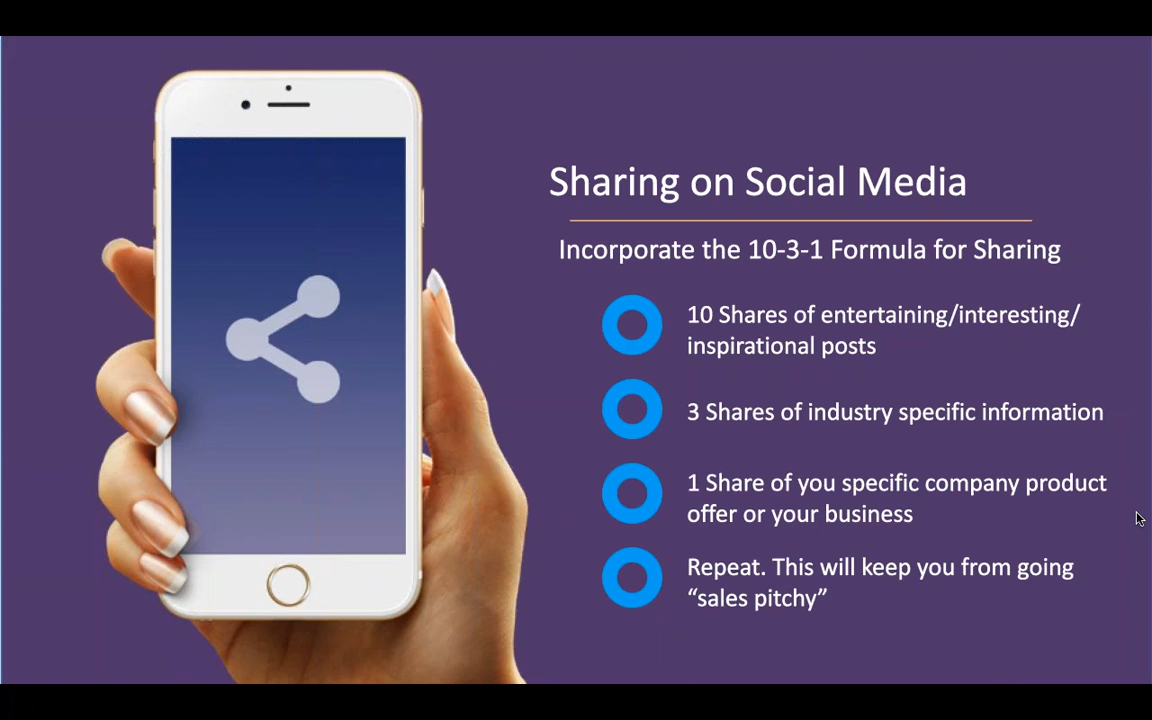 Sharing on Social Media
Incorporate the 10-3-1 Formula for Sharing
10 Shares of entertaining/interesting/
inspirational posts
3 Shares of industry specific information
1 Share of you specific company product
offer or your business
Repeat. This will keep you from going
“sales pitchy”